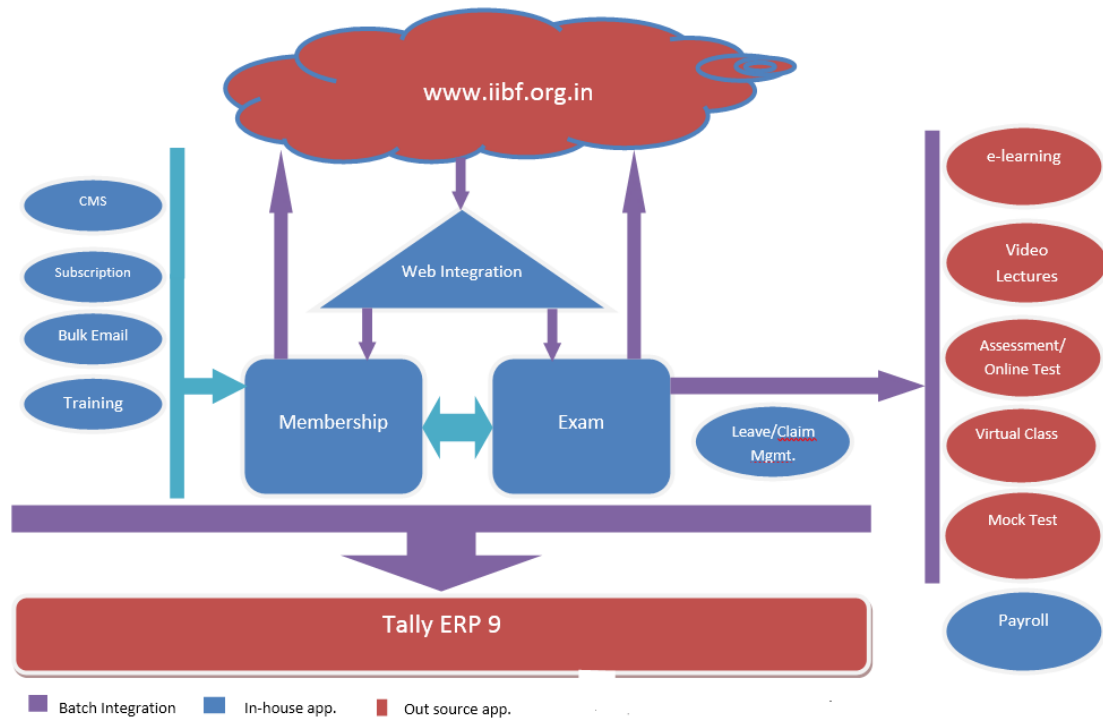 www.iibf.org.in
CMS
Subscription
Bulk Email
Training
Web Integration
Membership
Exam
Leave/Claim
Mgmt.
e-learning
Video
Lectures
Assessment/
Online Test
Virtual Class
Mock Test
Payroll
Tally ERP 9
Batch Integration
In-house app.
Out source app.